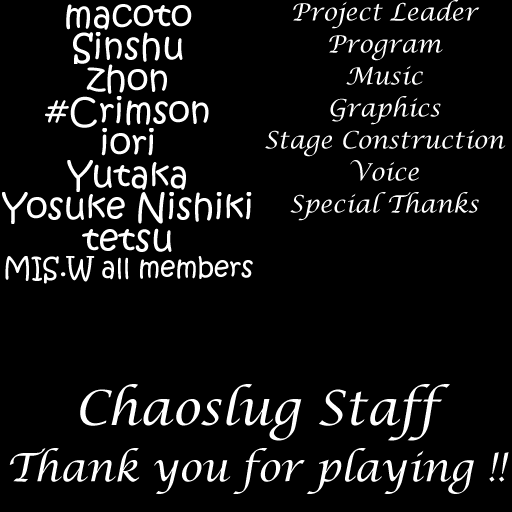 macoto
Sinshu
zhon
#Crimson
iori
Yutaka
Yosuke Nishiki
tetsu
MIS.W all members
Project Leader
Program
Music
Graphics
Stage Construction
Voice
Special Thanks
Chaoslug Staff
Thank you for playing !!